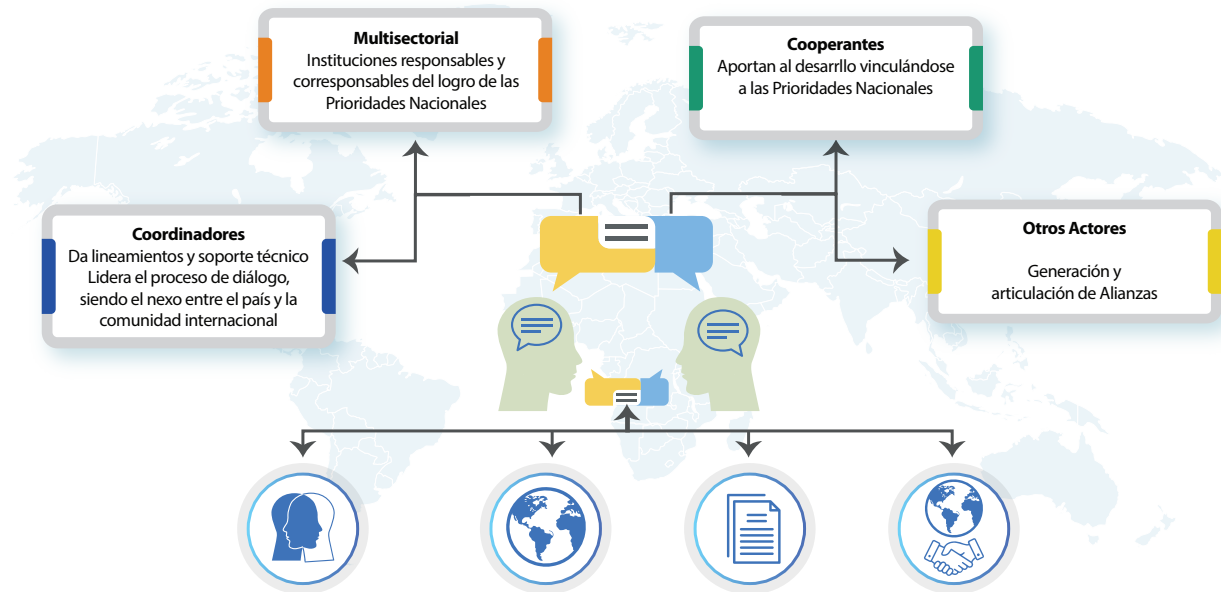 Multisectorial
Instituciones responsables y
corresponsables del logro de las
Prioridades Nacionales
Cooperantes
Aportan al desarrllo vinculándose
a las Prioridades Nacionales
Coordinadores
Da lineamientos y soporte técnico
Lidera el proceso de diálogo,
siendo el nexo entre el país y la
comunidad internacional
Otros Actores
Generación y
articulación de Alianzas